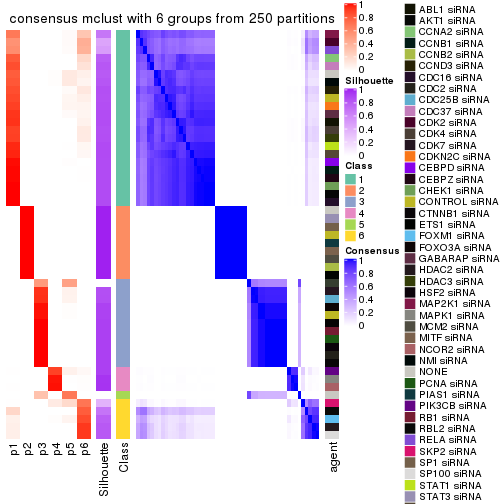 consensus mclust with 6 groups from 250 partitions
p1
p2
p3
p4
p5
p6
Silhouette
Class
agent
1
0.8
0.6
0.4
0.2
0
Silhouette
1
0.8
0.6
0.4
0.2
0
Class
1
2
3
4
5
6
Consensus
1
0.8
0.6
0.4
0.2
0
ABL1 siRNA
AKT1 siRNA
CCNA2 siRNA
CCNB1 siRNA
CCNB2 siRNA
CCND3 siRNA
CDC16 siRNA
CDC2 siRNA
CDC25B siRNA
CDC37 siRNA
CDK2 siRNA
CDK4 siRNA
CDK7 siRNA
CDKN2C siRNA
CEBPD siRNA
CEBPZ siRNA
CHEK1 siRNA
CONTROL siRNA
CTNNB1 siRNA
ETS1 siRNA
FOXM1 siRNA
FOXO3A siRNA
GABARAP siRNA
HDAC2 siRNA
HDAC3 siRNA
HSF2 siRNA
MAP2K1 siRNA
MAPK1 siRNA
MCM2 siRNA
MITF siRNA
NCOR2 siRNA
NMI siRNA
NONE
PCNA siRNA
PIAS1 siRNA
PIK3CB siRNA
RB1 siRNA
RBL2 siRNA
RELA siRNA
SKP2 siRNA
SP1 siRNA
SP100 siRNA
STAT1 siRNA
STAT3 siRNA